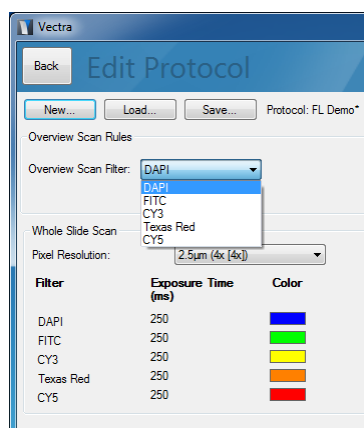 Vectra
Back Edit Protocol
New... Load... Save... Protocol: FL Demo*
Overview Scan Rules
Overview Scan Filter: DAPI
DAPI
FITC
CY3
Texas Red
CY5
Whole Slide Scan
Pixel Resolution: 2.5µm (4x [4x])
Filter Exposure Time (ms) Color
DAPI 250
FITC 250
CY3 250
Texas Red 250
CY5 250